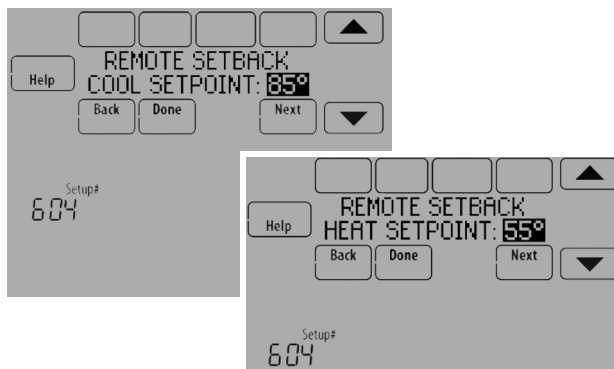 REMOTE SETBACK
Help
COOL SETPOINT: 85°
Back Done Next
Setup#
604
REMOTE SETBACK
Help
HEAT SETPOINT: 55°
Back Done Next
Setup#
604